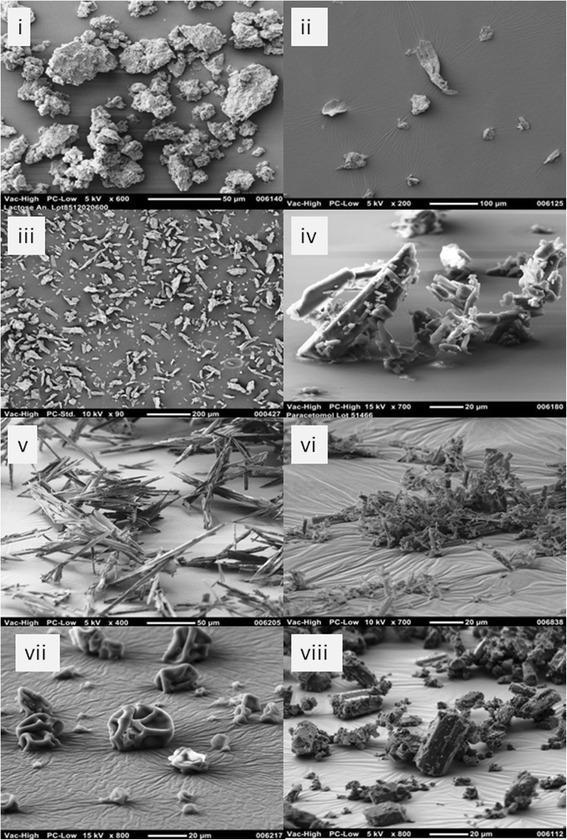 i
ii
Vac-High PC-Low 5 kV x 600 50 µm 006140
Lactose An. Lot8512020600
Vac-High PC-Low 5 kV x 200 100 µm 006125
iii
iv
Vac-High PC-Std. 10 kV x 90 200 µm 000427
Vac-High PC-High 15 kV x 700 20 µm 006180
Paracetomol Lot 51466
v
vi
Vac-High PC-Low 5 kV x 400 50 µm 006205
Vac-High PC-Low 10 kV x 700 20 µm 006838
vii
viii
Vac-High PC-Low 15 kV x 800 20 µm 006217
Vac-High PC-Low 5 kV x 800 20 µm 006112